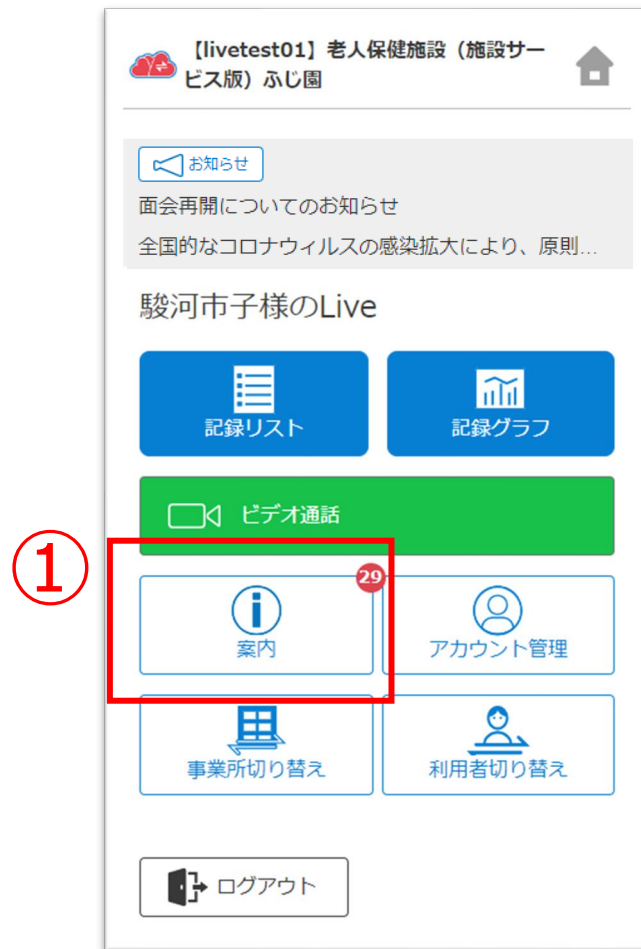 【livetest01】老人保健施設（施設サー
ビス版）ふじ園
お知らせ
面会再開についてのお知らせ
全国的なコロナウィルスの感染拡大により、原則...
駿河市子様のLive
記録リスト
記録グラフ
ビデオ通話
①
29
案内
アカウント管理
事業所切り替え
利用者切り替え
ログアウト